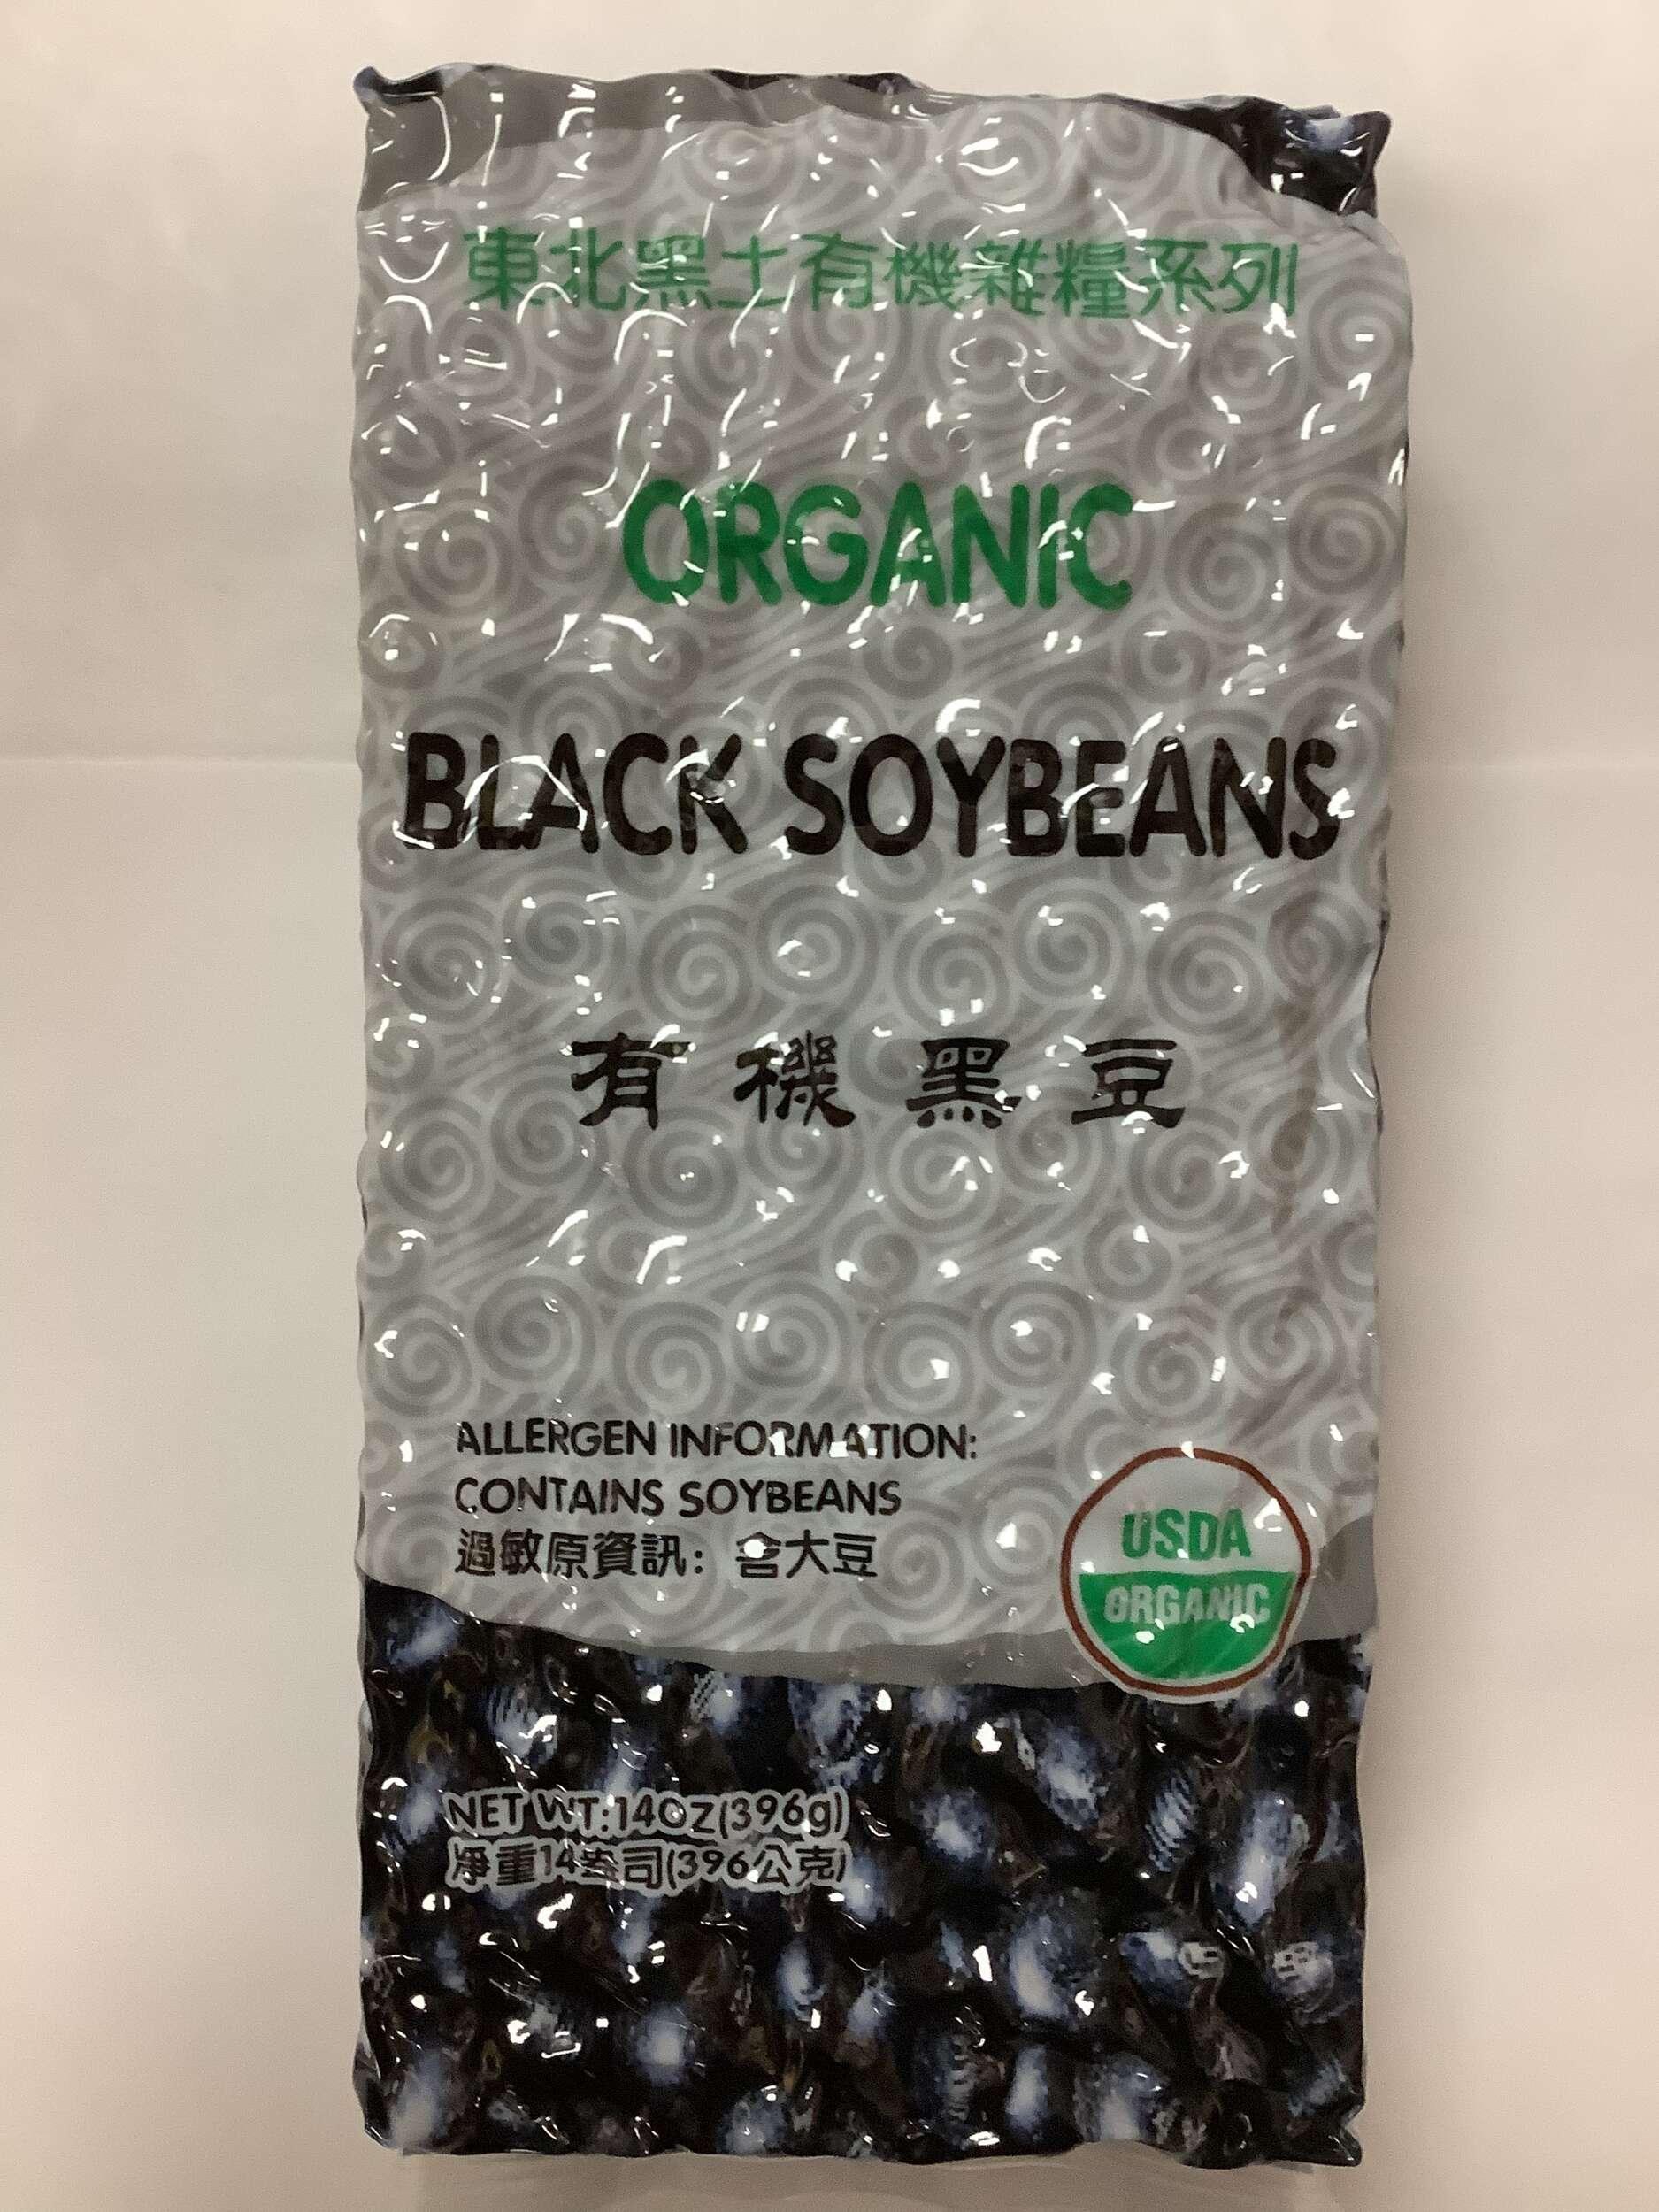 東北黑土有機雜糧系列
ORGANIC
BLACK SOYBEANS
有機黑豆
ALLERGEN INFORMATION:
CONTAINS SOYBEANS
過敏原資訊：含大豆
USDA
ORGANIC
NET WT:14OZ(396g)
凈重14盎司(396公克)